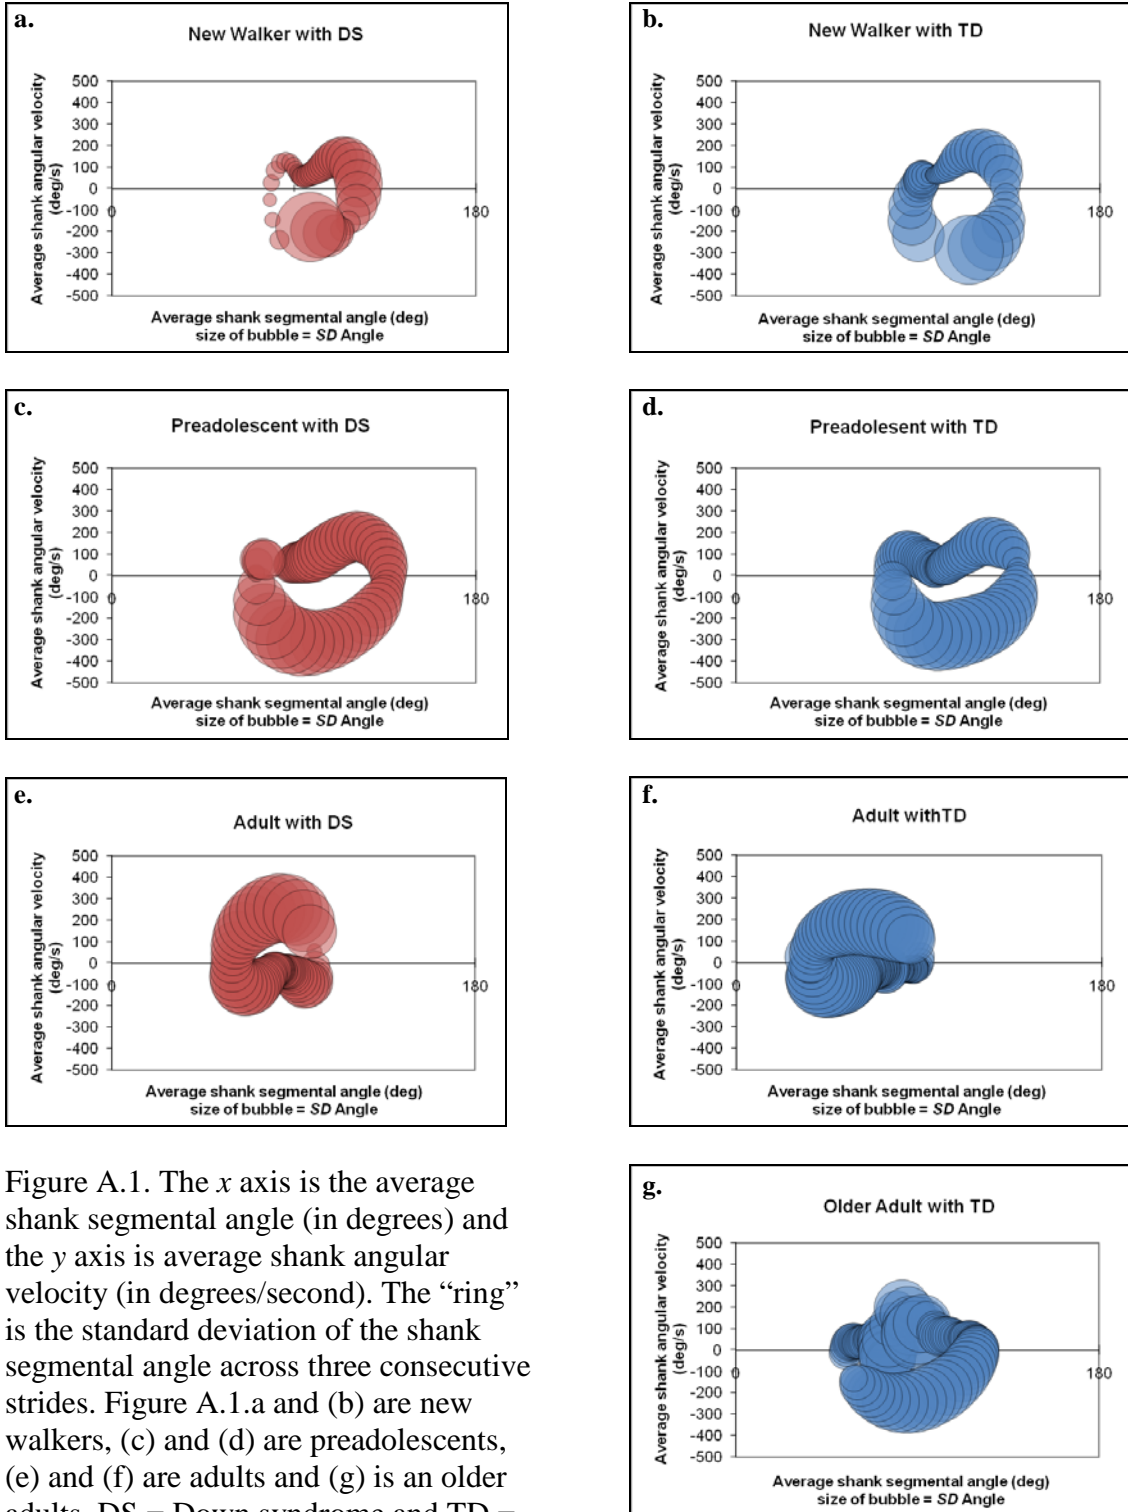 a.
New Walker with DS
Average shank angular velocity
(deg/s)
500
400
300
200
100
0
-100
-200
-300
-400
-500
0
180
Average shank segmental angle (deg)
size of bubble = SD Angle
b.
New Walker with TD
Average shank angular velocity
(deg/s)
500
400
300
200
100
0
-100
-200
-300
-400
-500
0
180
Average shank segmental angle (deg)
size of bubble = SD Angle
c.
Preadolescent with DS
Average shank angular velocity
(deg/s)
500
400
300
200
100
0
-100
-200
-300
-400
-500
0
180
Average shank segmental angle (deg)
size of bubble = SD Angle
d.
Preadolesent with TD
Average shank angular velocity
(deg/s)
500
400
300
200
100
0
-100
-200
-300
-400
-500
0
180
Average shank segmental angle (deg)
size of bubble = SD Angle
e.
Adult with DS
Average shank angular velocity
(deg/s)
500
400
300
200
100
0
-100
-200
-300
-400
-500
0
180
Average shank segmental angle (deg)
size of bubble = SD Angle
f.
Adult withTD
Average shank angular velocity
(deg/s)
500
400
300
200
100
0
-100
-200
-300
-400
-500
0
180
Average shank segmental angle (deg)
size of bubble = SD Angle
Figure A.1. The x axis is the average
shank segmental angle (in degrees) and
the y axis is average shank angular
velocity (in degrees/second). The “ring”
is the standard deviation of the shank
segmental angle across three consecutive
strides. Figure A.1.a and (b) are new
walkers, (c) and (d) are preadolescents,
(e) and (f) are adults and (g) is an older
adults. DS = Down syndrome and TD =
g.
Older Adult with TD
Average shank angular velocity
(deg/s)
500
400
300
200
100
0
-100
-200
-300
-400
-500
0
180
Average shank segmental angle (deg)
size of bubble = SD Angle